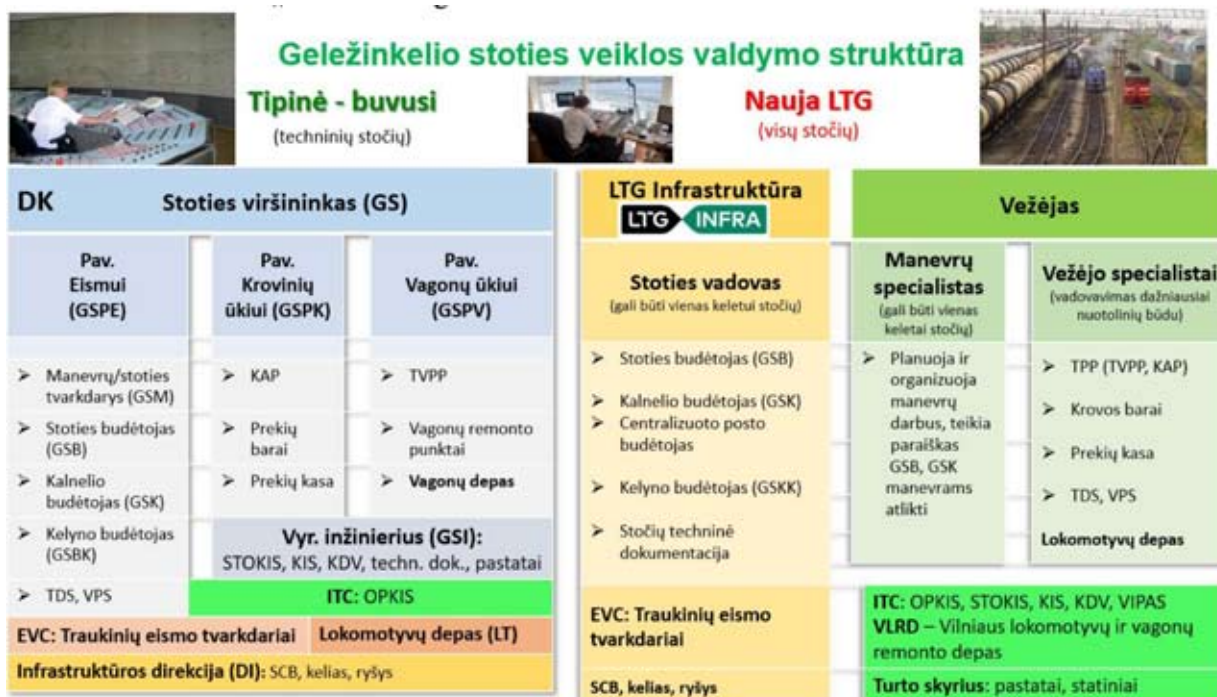 Geležinkelio stoties veiklos valdymo struktūra
Tipinė - buvusi
(techninių stočių)
Nauja LTG
(visų stočių)
DK
Stoties viršininkas (GS)
Pav.
Eismui
(GSPE)
Pav.
Krovinių
ūkiui (GSPK)
Pav.
Vagonų ūkiui
(GSPV)
➢ Manevrų/stoties
tvarkdarys (GSM)
➢ Stoties budėtojas
(GSB)
➢ Kalnelio
budėtojas (GSK)
➢ Kelyno budėtojas
(GSBK)
➢ TDS, VPS
➢ KAP
➢ Prekių
barai
➢ Prekių kasa
➢ TVPP
➢ Vagonų remonto
punktai
➢ Vagonų depas
Vyr. inžinierius (GSI):
STOKIS, KIS, KDV, techn. dok., pastatai
ITC: OPKIS
EVC: Traukinių eismo tvarkdariai
Lokomotyvų depas (LT)
Infrastruktūros direkcija (DI): SCB, kelias, ryšys
LTG Infrastruktūra
LTG INFRA
Stoties vadovas
(gali būti vienas keletui stočių)
➢ Stoties budėtojas (GSB)
➢ Kalnelio budėtojas (GSK)
➢ Centralizuoto posto
budėtojas
➢ Kelyno budėtojas (GSKK)
➢ Stočių techninė
dokumentacija
EVC: Traukinių eismo
tvarkdariai
SCB, kelias, ryšys
Vežėjas
Manevrų
specialistas
(gali būti vienas
keletai stočių)
➢ Planuoja ir
organizuoja
manevrų
darbus, teikia
paraiškas
GSB, GSK
manevrams
atlikti
Vežėjo specialistai
(vadovavimas dažniausiai
nuotolinių būdu)
➢ TPP (TVPP, KAP)
➢ Krovos barai
➢ Prekių kasa
➢ TDS, VPS
Lokomotyvų depas
ITC: OPKIS, STOKIS, KIS, KDV, VIPAS
VLRD – Vilniaus lokomotyvų ir vagonų
remonto depas
Turto skyrius: pastatai, statiniai